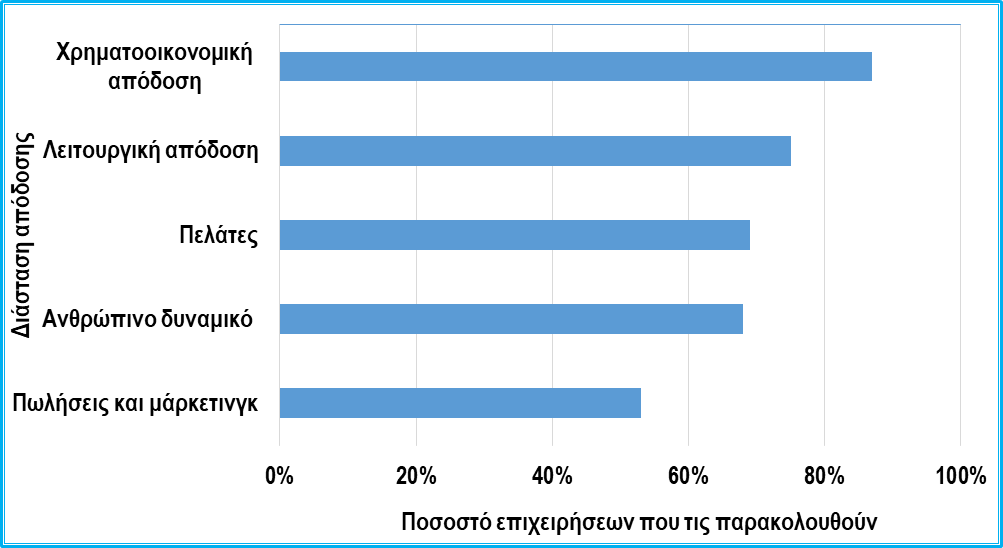 Χρηματοοικονομική
απόδοση
Λειτουργική απόδοση
Πελάτες
Ανθρώπινο δυναμικό
Πωλήσεις και μάρκετινγκ
Διάσταση απόδοσης
0% 20% 40% 60% 80% 100%
Ποσοστό επιχειρήσεων που τις παρακολουθούν